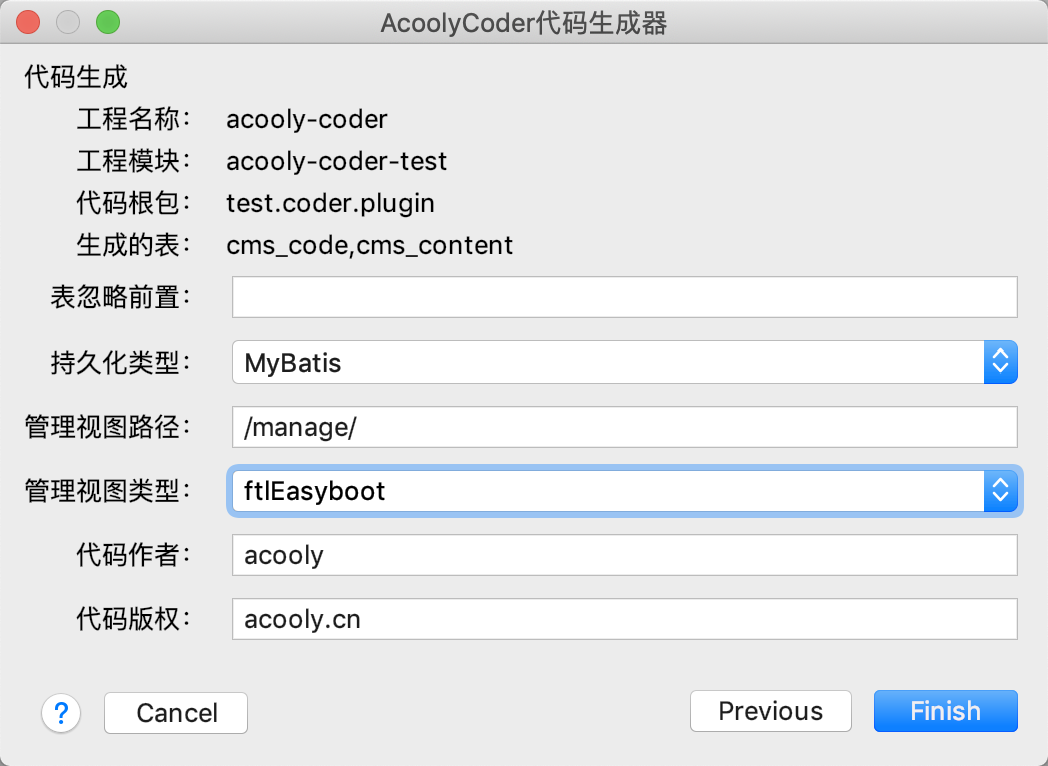 AcoolyCoder代码生成器
代码生成
工程名称： acooly-coder
工程模块： acooly-coder-test
代码根包： test.coder.plugin
生成的表： cms_code,cms_content
表忽略前置：
持久化类型： MyBatis
管理视图路径： /manage/
管理视图类型： ftlEasyboot
代码作者： acooly
代码版权： acooly.cn
? Cancel Previous Finish